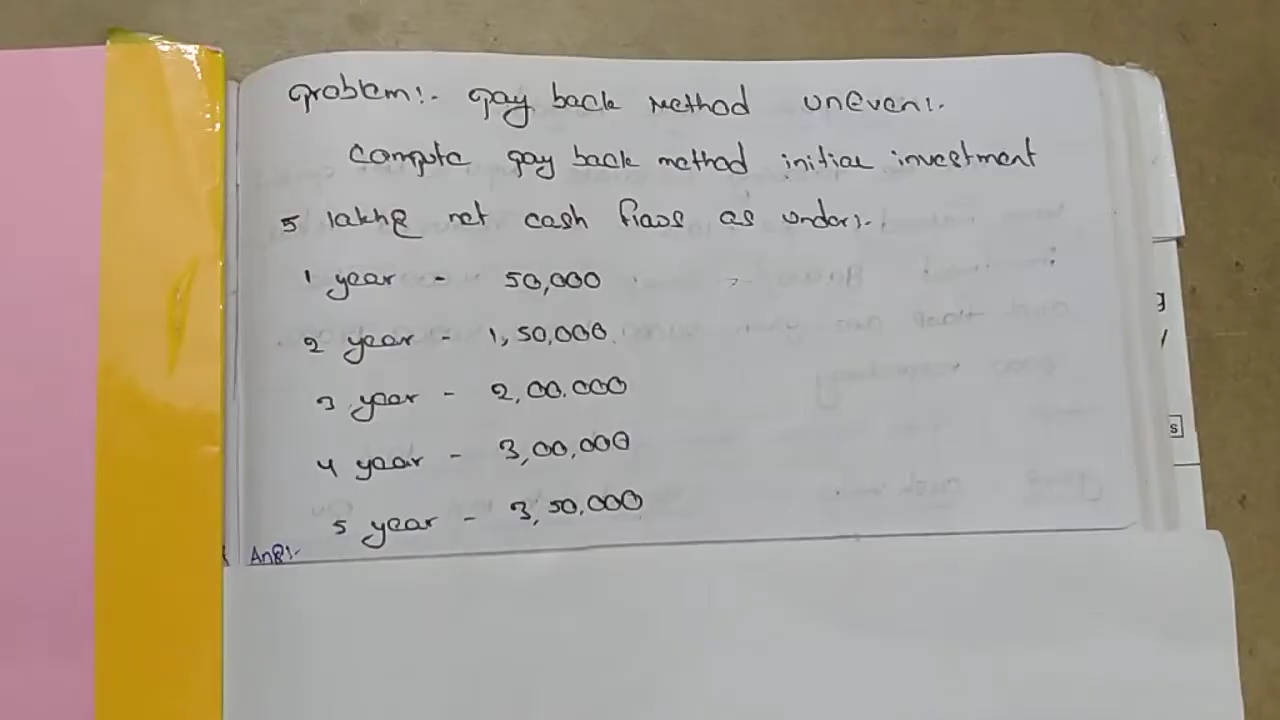 problem:- pay back method uneven:-
compute pay back method initial investment
5 lakhs net cash flows as under:-
1 year - 50,000
2 year - 1,50,000
3 year - 2,00,000
4 year - 3,00,000
5 year - 3,50,000
Ans:-
s